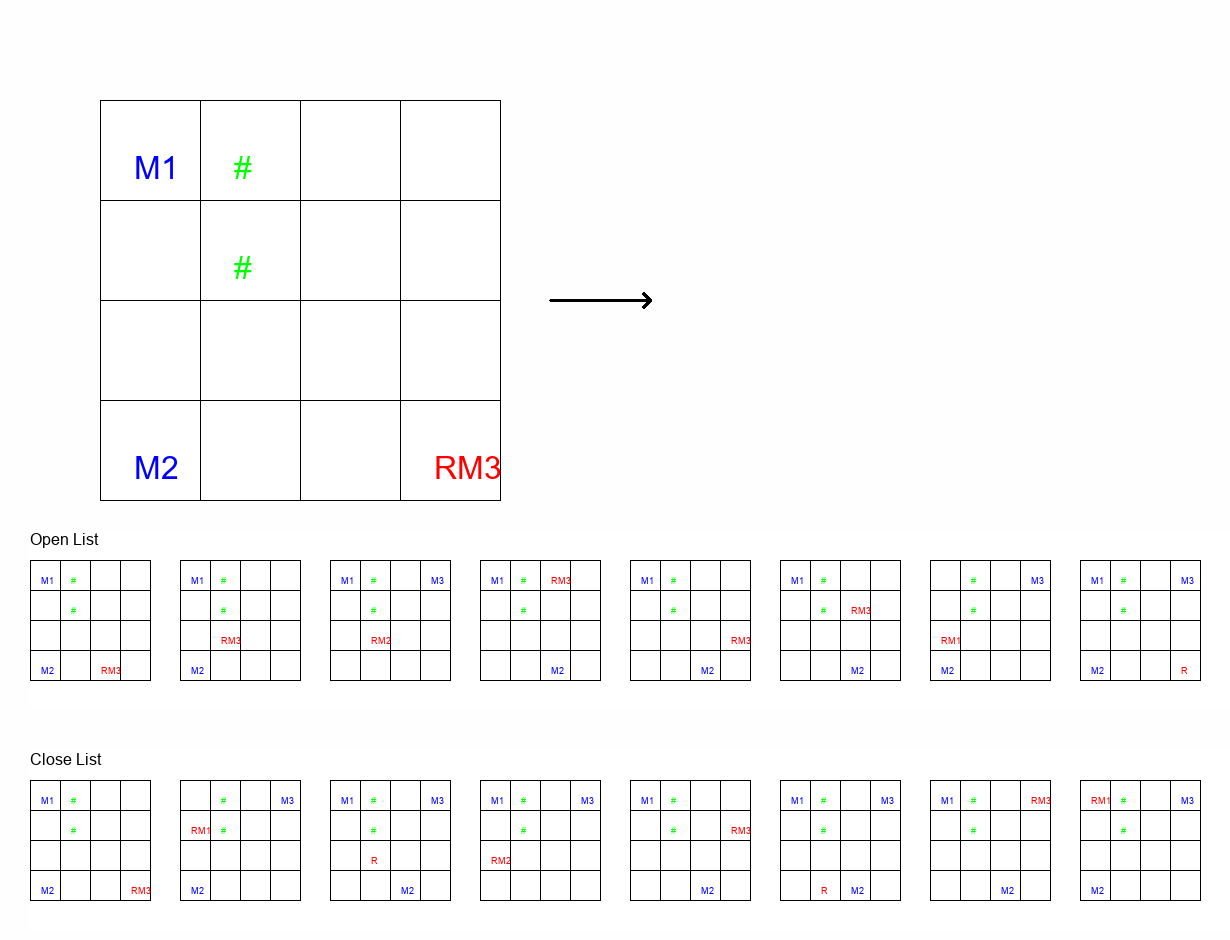 M1 #
#
M2 RM3
Open List
M1 # M1 # M1 # M3 M1 # RM3 M1 # M1 # # M3 M1 # M3
# # # # # # RM3 # #
RM3 RM2 RM3 RM1
M2 RM3 M2 M2 M2 M2 M2 M2 R
Close List
M1 # # M3 M1 # M3 M1 # M3 M1 # M1 # M3 M1 # RM3 RM1 # M3
# RM1 # # # # RM3 # # #
R RM2
M2 RM3 M2 M2 M2 R M2 M2 M2